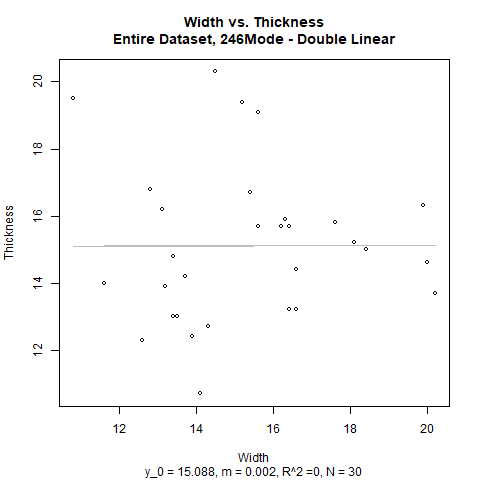 Width vs. Thickness
Entire Dataset, 246Mode - Double Linear
Thickness
20
18
16
14
12
12 14 16 18 20
Width
y_0 = 15.088, m = 0.002, R^2 =0, N = 30